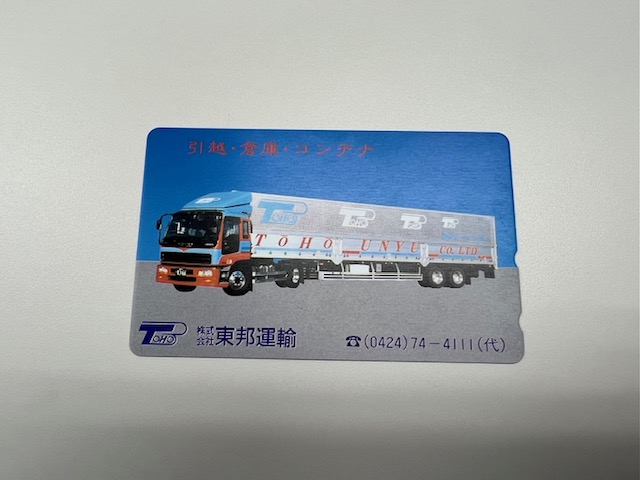 引越・倉庫・コンテナ
TOHO
TOHO UNYU CO., LTD
TOHO 株式会社 東邦運輸 ☎(0424)74-4111(代)